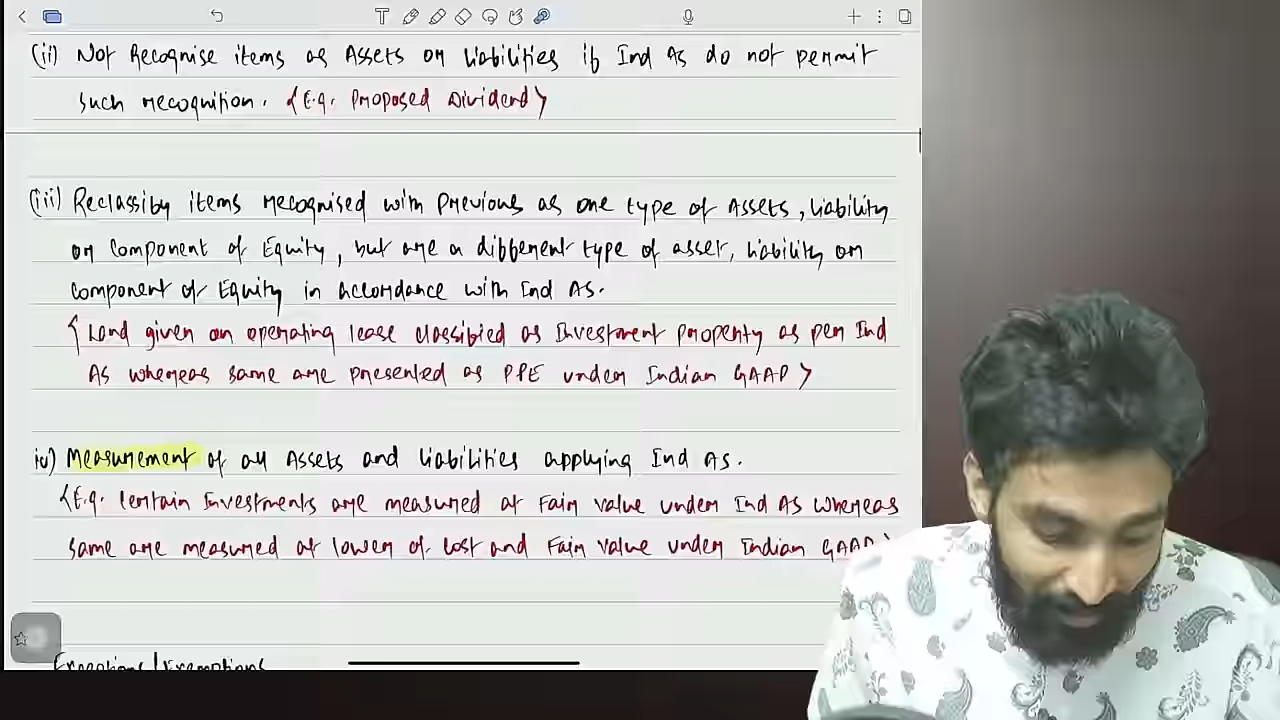 (ii) Not Recognise items as Assets or Liabilities if Ind As do not permit
such recognition. {E.g. Proposed Dividend}
(iii) Reclassify items recognised with Previous as one type of Assets, liability
or component of Equity, but are a different type of asset, liability or
component of Equity in accordance with Ind AS.
{Land given on operating lease classified as Investment property as per Ind
AS whereas same are presented as PPE under Indian GAAP}
iv) Measurement of all Assets and Liabilities applying Ind AS.
{E.g. Certain Investments are measured at Fair value under Ind AS whereas
same are measured at lower of Cost and Fair Value under Indian GAAP}
Exceptions/Exemptions